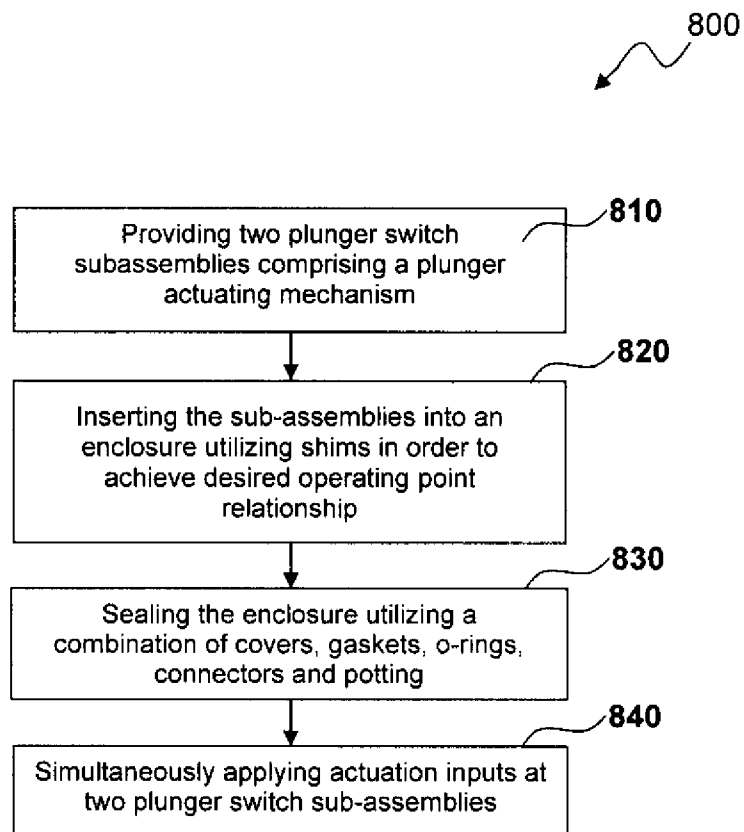 800
810
Providing two plunger switch
subassemblies comprising a plunger
actuating mechanism
820
Inserting the sub-assemblies into an
enclosure utilizing shims in order to
achieve desired operating point
relationship
830
Sealing the enclosure utilizing a
combination of covers, gaskets, o-rings,
connectors and potting
840
Simultaneously applying actuation inputs at
two plunger switch sub-assemblies